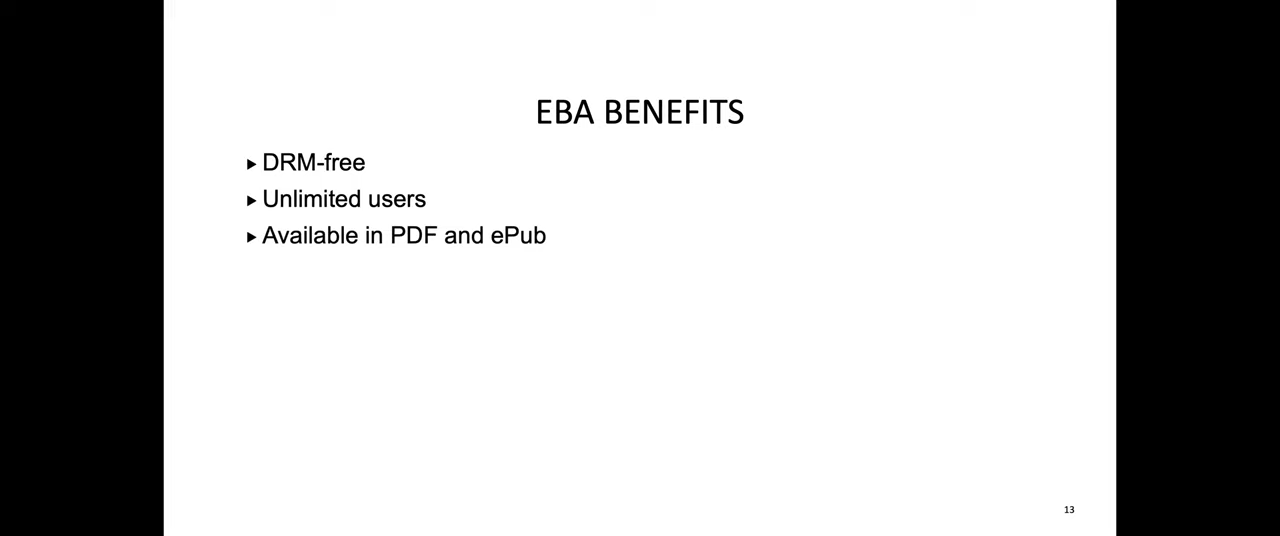 EBA BENEFITS
▶ DRM-free
▶ Unlimited users
▶ Available in PDF and ePub
13